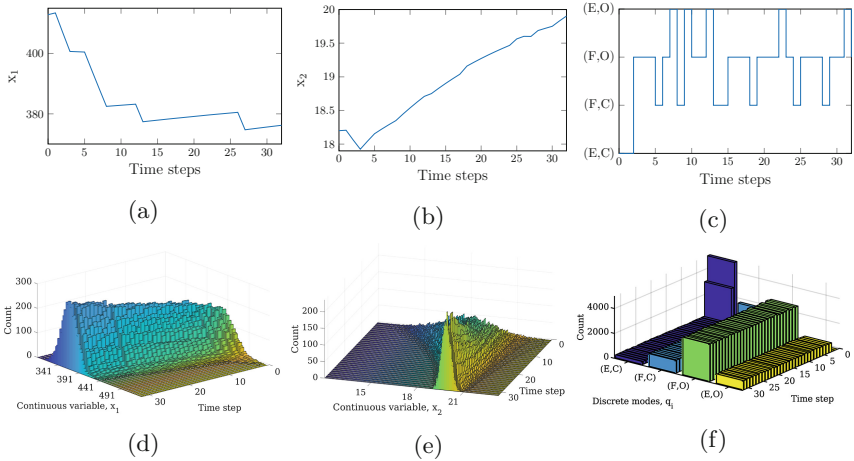 400
380
x1
0 5 10 15 20 25 30
Time steps
(a)
20
19.5
19
18.5
18
x2
0 5 10 15 20 25 30
Time steps
(b)
(E,O)
(F,O)
(F,C)
(E,C)
0 5 10 15 20 25 30
Time steps
(c)
300
200
100
0
Count
341 391 441 491
Continuous variable, x1
30 20 10 0
Time step
(d)
200
150
100
50
0
Count
15 18 21
Continuous variable, x2
30 20 10 0
Time step
(e)
4000
2000
0
Count
(E,C) (F,C) (F,O) (E,O)
Discrete modes, qi
30 25 20 15 10 5 0
Time step
(f)